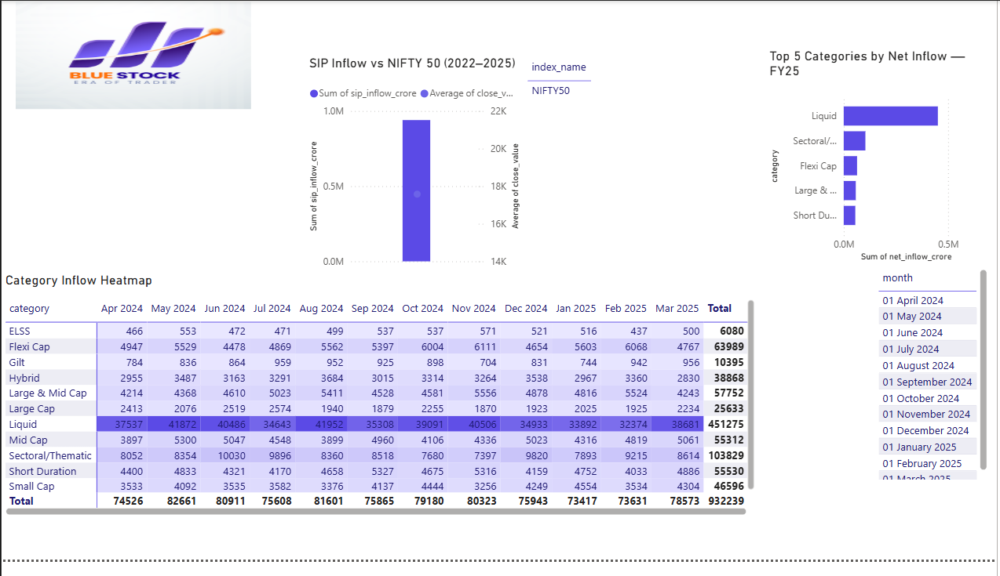 BLUE STOCK
ERA OF TRADER
SIP Inflow vs NIFTY 50 (2022–2025)
Sum of sip_inflow_crore Average of close_v...
1.0M
0.5M
0.0M
22K
20K
18K
16K
14K
Sum of sip_inflow_crore
Average of close_value
index_name
NIFTY50
Top 5 Categories by Net Inflow —
FY25
category
Liquid
Sectoral/...
Flexi Cap
Large & ...
Short Du...
0.0M 0.5M
Sum of net_inflow_crore
Category Inflow Heatmap
category Apr 2024 May 2024 Jun 2024 Jul 2024 Aug 2024 Sep 2024 Oct 2024 Nov 2024 Dec 2024 Jan 2025 Feb 2025 Mar 2025 Total
ELSS 466 553 472 471 499 537 537 571 521 516 437 500 6080
Flexi Cap 4947 5529 4478 4869 5562 5397 6004 6111 4654 5603 6068 4767 63989
Gilt 784 836 864 959 952 925 898 704 831 744 942 956 10395
Hybrid 2955 3487 3163 3291 3684 3015 3314 3264 3538 2967 3360 2830 38868
Large & Mid Cap 4214 4368 4610 5023 5411 4528 4581 5556 4878 4816 5524 4243 57752
Large Cap 2413 2076 2519 2574 1940 1879 2255 1870 1923 2025 1925 2234 25633
Liquid 37537 41872 40486 34643 41952 35308 39091 40506 34933 33892 32374 38681 451275
Mid Cap 3897 5300 5047 4548 3899 4960 4106 4336 5023 4316 4819 5061 55312
Sectoral/Thematic 8052 8354 10030 9896 8360 8518 7680 7397 9820 7893 9215 8614 103829
Short Duration 4400 4833 4321 4170 4658 5327 4675 5316 4159 4752 4033 4886 55530
Small Cap 3533 4092 3535 3582 3376 4137 4444 3256 4249 4554 3534 4304 46596
Total 74526 82661 80911 75608 81601 75865 79180 80323 75943 73417 73631 78573 932239
month
01 April 2024
01 May 2024
01 June 2024
01 July 2024
01 August 2024
01 September 2024
01 October 2024
01 November 2024
01 December 2024
01 January 2025
01 February 2025
01 March 2025